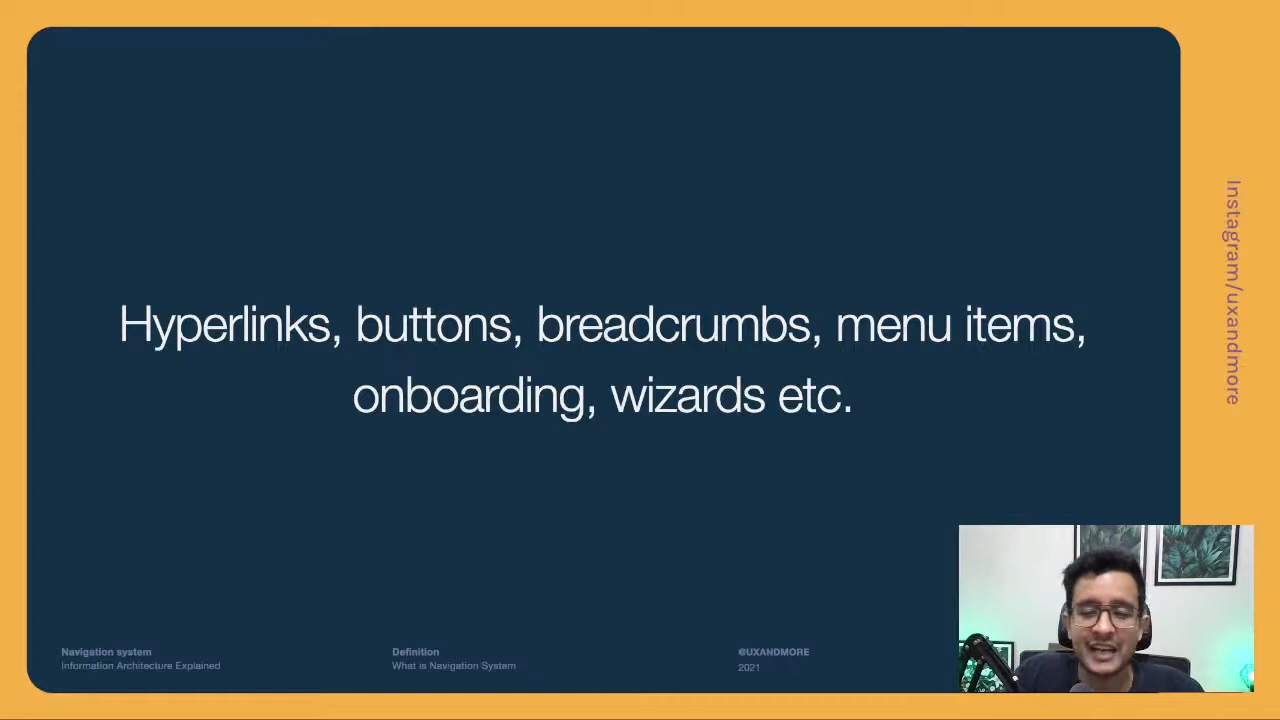 Hyperlinks, buttons, breadcrumbs, menu items,
onboarding, wizards etc.
Instagram/uxandmore
Navigation system
Information Architecture Explained
Definition
What is Navigation System
@UXANDMORE
2021